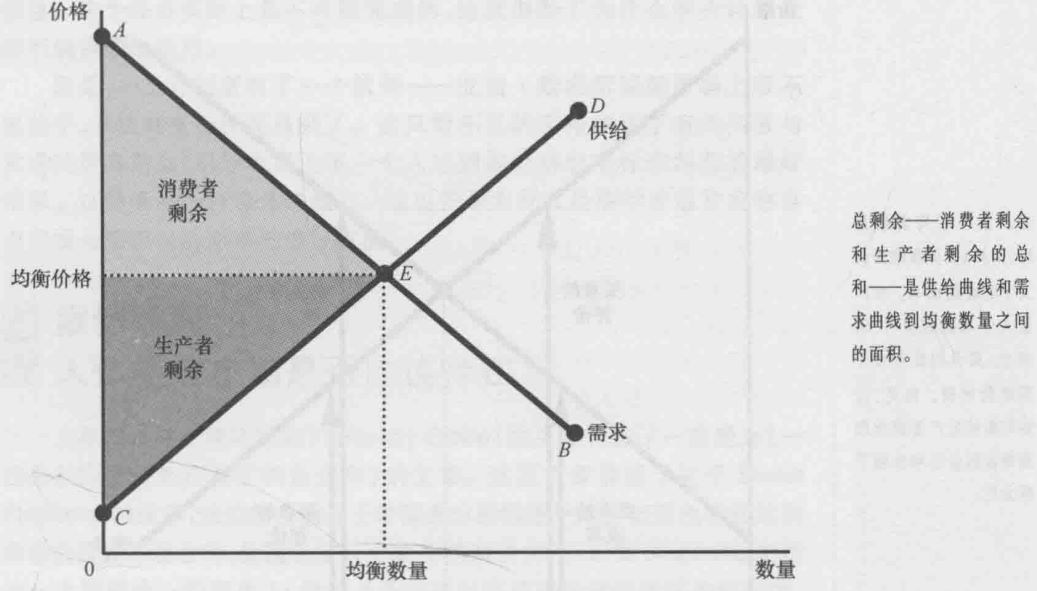 价格
A
D
供给
消费者
剩余
均衡价格
E
生产者
剩余
需求
B
C
0
均衡数量
数量
总剩余——消费者剩余
和生产者剩余的总
和——是供给曲线和需
求曲线到均衡数量之间
的面积。